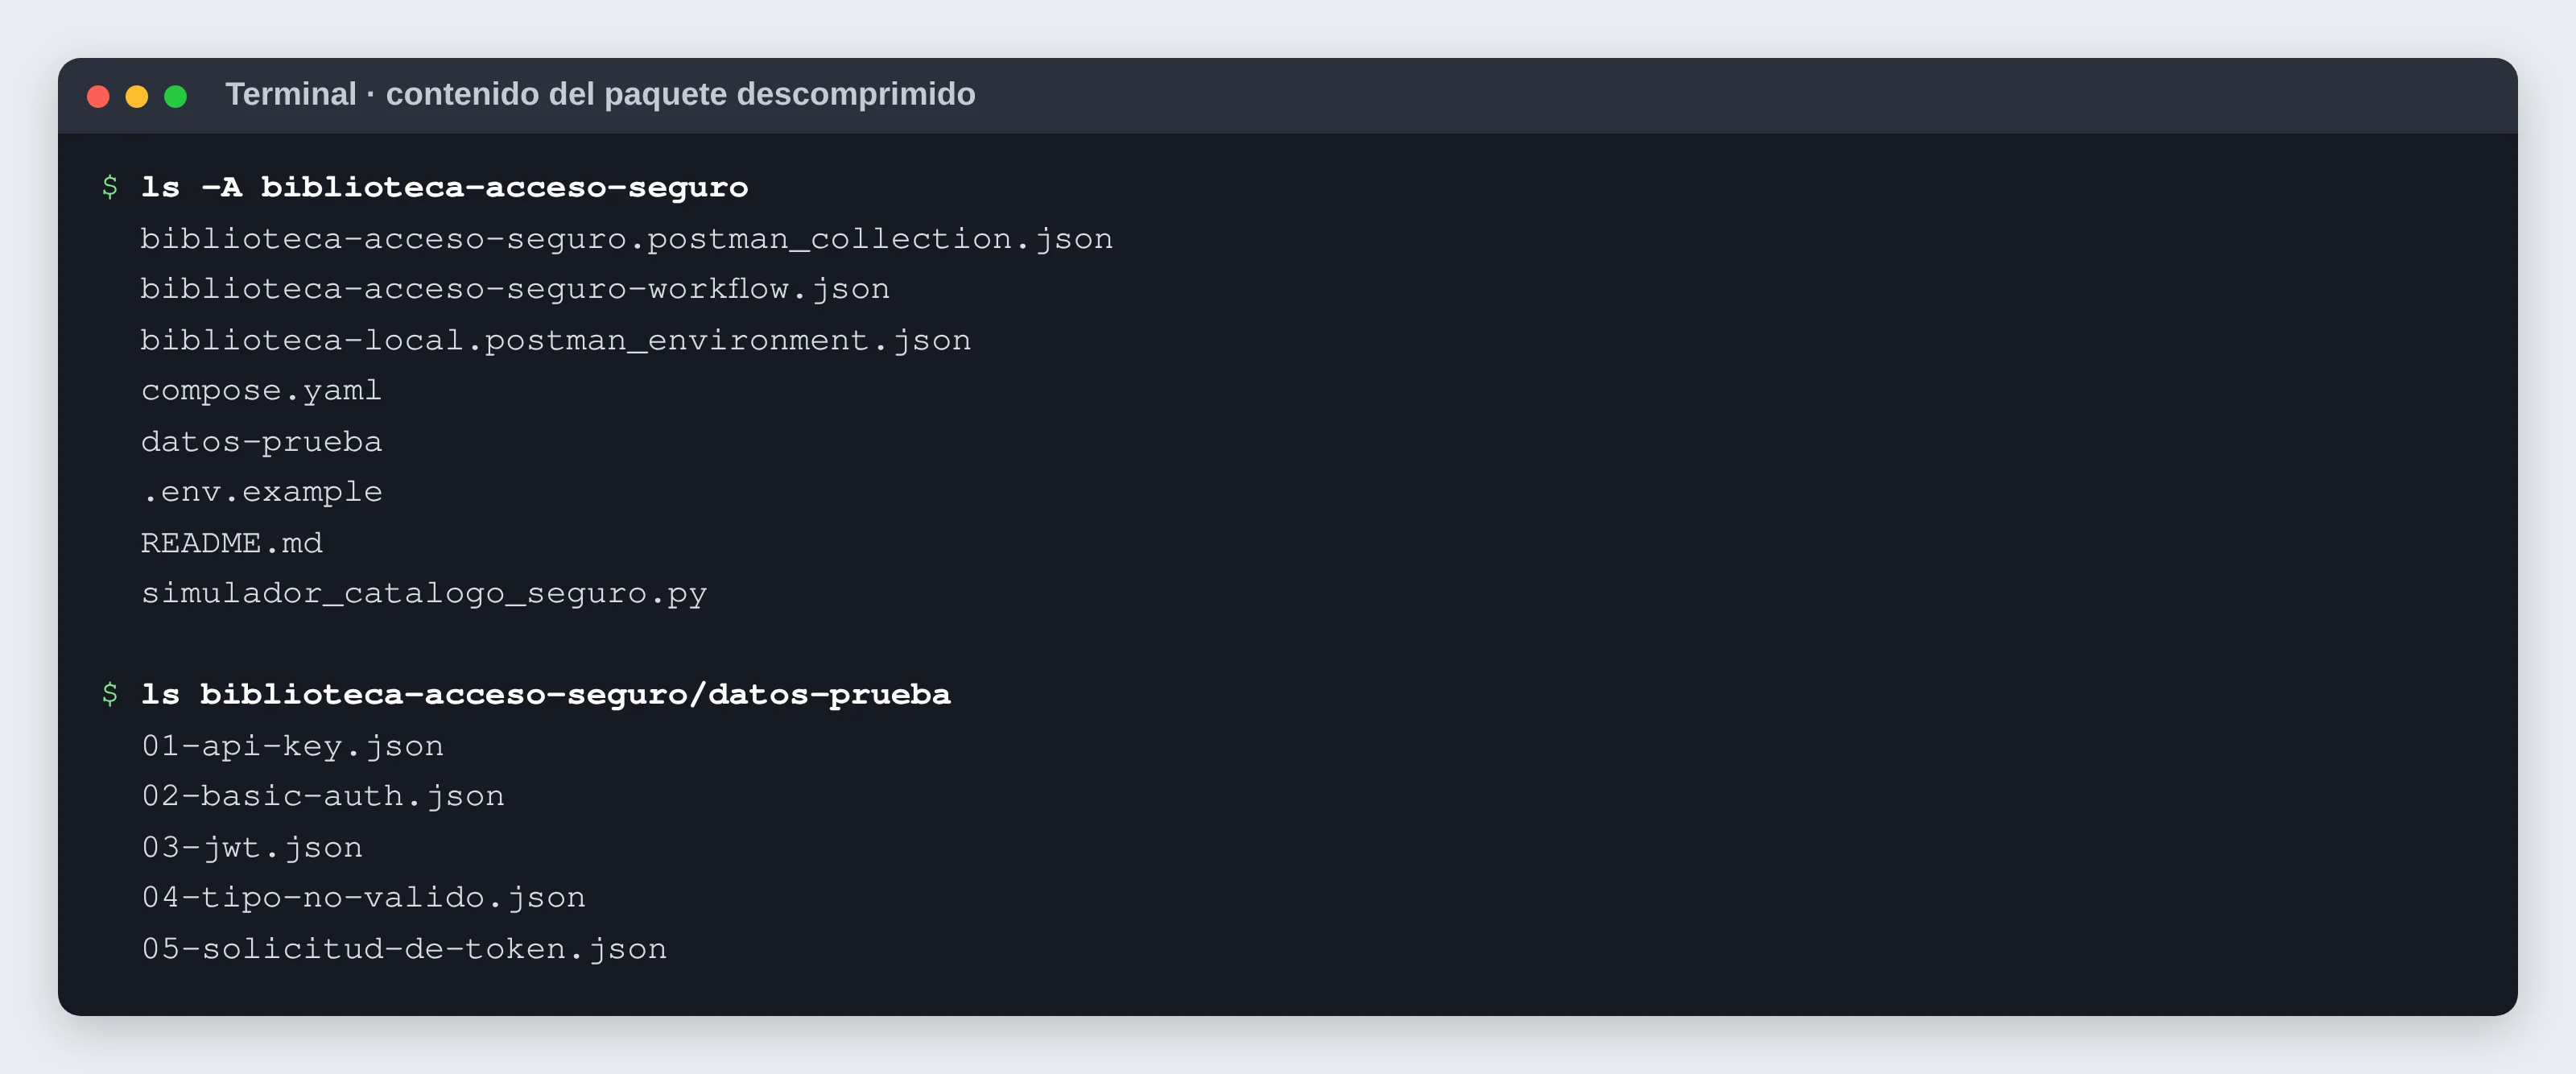 Terminal · contenido del paquete descomprimido
$ ls -A biblioteca-acceso-seguro
biblioteca-acceso-seguro.postman_collection.json
biblioteca-acceso-seguro-workflow.json
biblioteca-local.postman_environment.json
compose.yaml
datos-prueba
.env.example
README.md
simulador_catalogo_seguro.py
$ ls biblioteca-acceso-seguro/datos-prueba
01-api-key.json
02-basic-auth.json
03-jwt.json
04-tipo-no-valido.json
05-solicitud-de-token.json